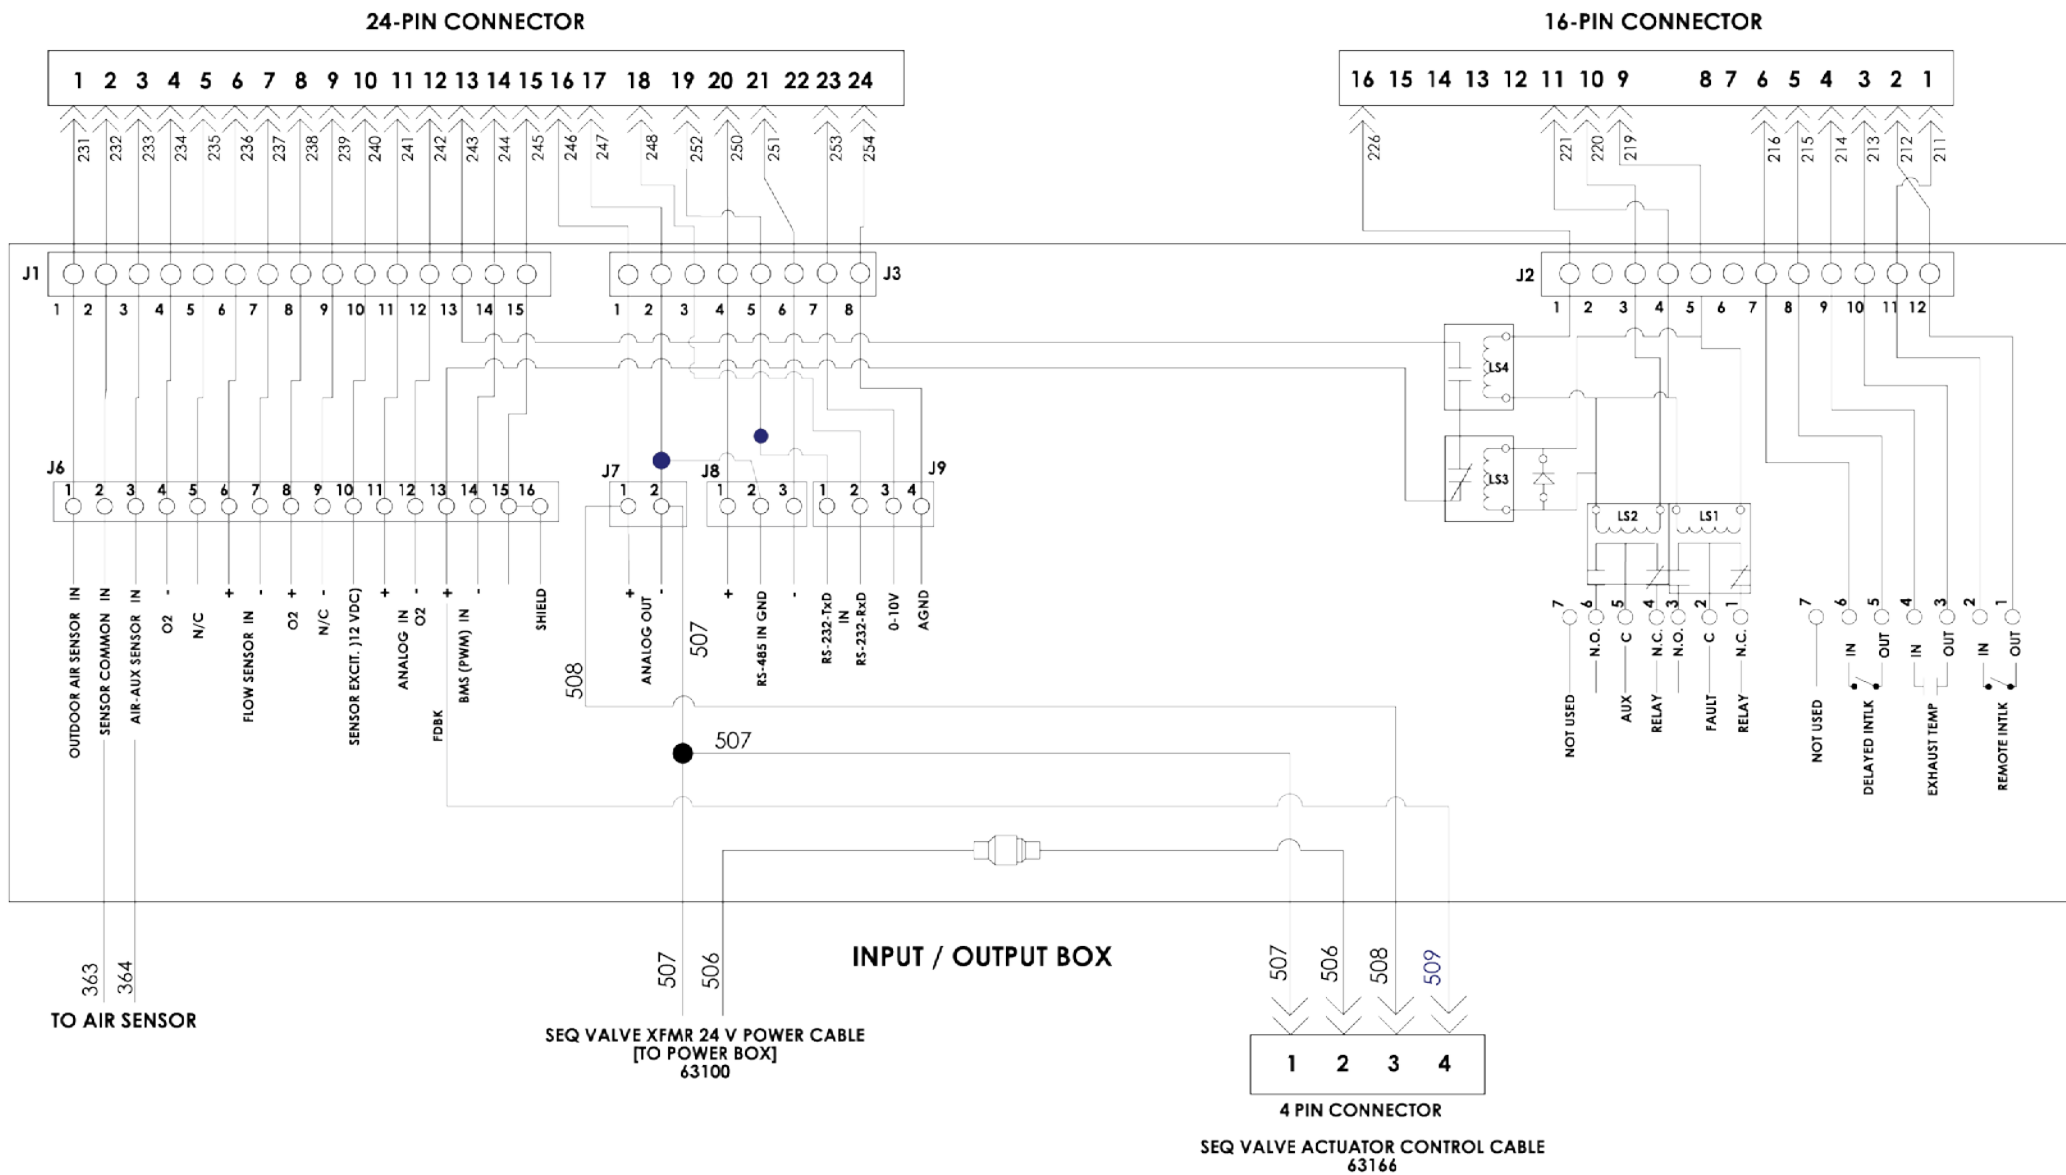 24-PIN CONNECTOR
16-PIN CONNECTOR
1 2 3 4 5 6 7 8 9 10 11 12 13 14 15 16 17 18 19 20 21 22 23 24
16 15 14 13 12 11 10 9 8 7 6 5 4 3 2 1
231 232 233 234 235 236 237 238 239 240 241 242 243 244 245 246 247 248 252 250 251 253 254
226 221 220 219 216 215 214 213 212 211
J1
J3
J2
1 2 3 4 5 6 7 8 9 10 11 12 13 14 15
1 2 3 4 5 6 7 8
1 2 3 4 5 6 7 8 9 10 11 12
LS4
LS3
LS2
LS1
J6
J7
J8
J9
1 2 3 4 5 6 7 8 9 10 11 12 13 14 15 16
1 2
1 2 3
1 2 3 4
OUTDOOR AIR SENSOR IN
SENSOR COMMON IN
AIR-AUX SENSOR IN
O2 -
N/C
+
FLOW SENSOR IN -
O2 +
N/C -
SENSOR EXCIT. )12 VDC)
+
ANALOG IN -
O2
FDBK
+
BMS (PWM) IN -
SHIELD
+
ANALOG OUT -
+
RS-485 IN GND
-
RS-232-TxD
IN
RS-232-RxD
0-10V
AGND
7 6 5 4 3 2 1
N.O. C N.C. N.O. C N.C.
NOT USED
AUX
RELAY
FAULT
RELAY
7 6 5 4 3 2 1
IN OUT IN OUT IN OUT
NOT USED
DELAYED INTLK
EXHAUST TEMP
REMOTE INTLK
508
507
507
363
364
TO AIR SENSOR
507
506
SEQ VALVE XFMR 24 V POWER CABLE
[TO POWER BOX]
63100
INPUT / OUTPUT BOX
507 506 508 509
1 2 3 4
4 PIN CONNECTOR
SEQ VALVE ACTUATOR CONTROL CABLE
63166